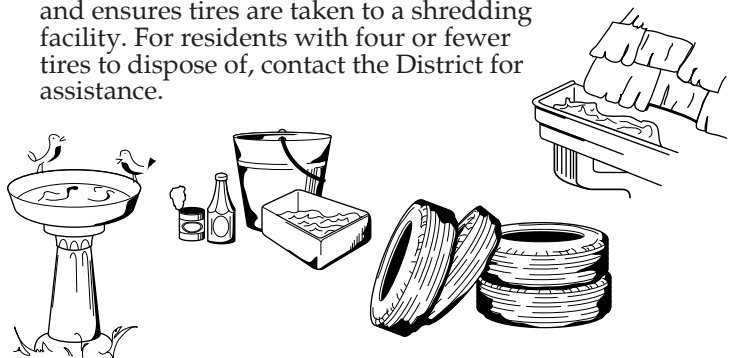 and ensures tires are taken to a shredding
facility. For residents with four or fewer
tires to dispose of, contact the District for
assistance.